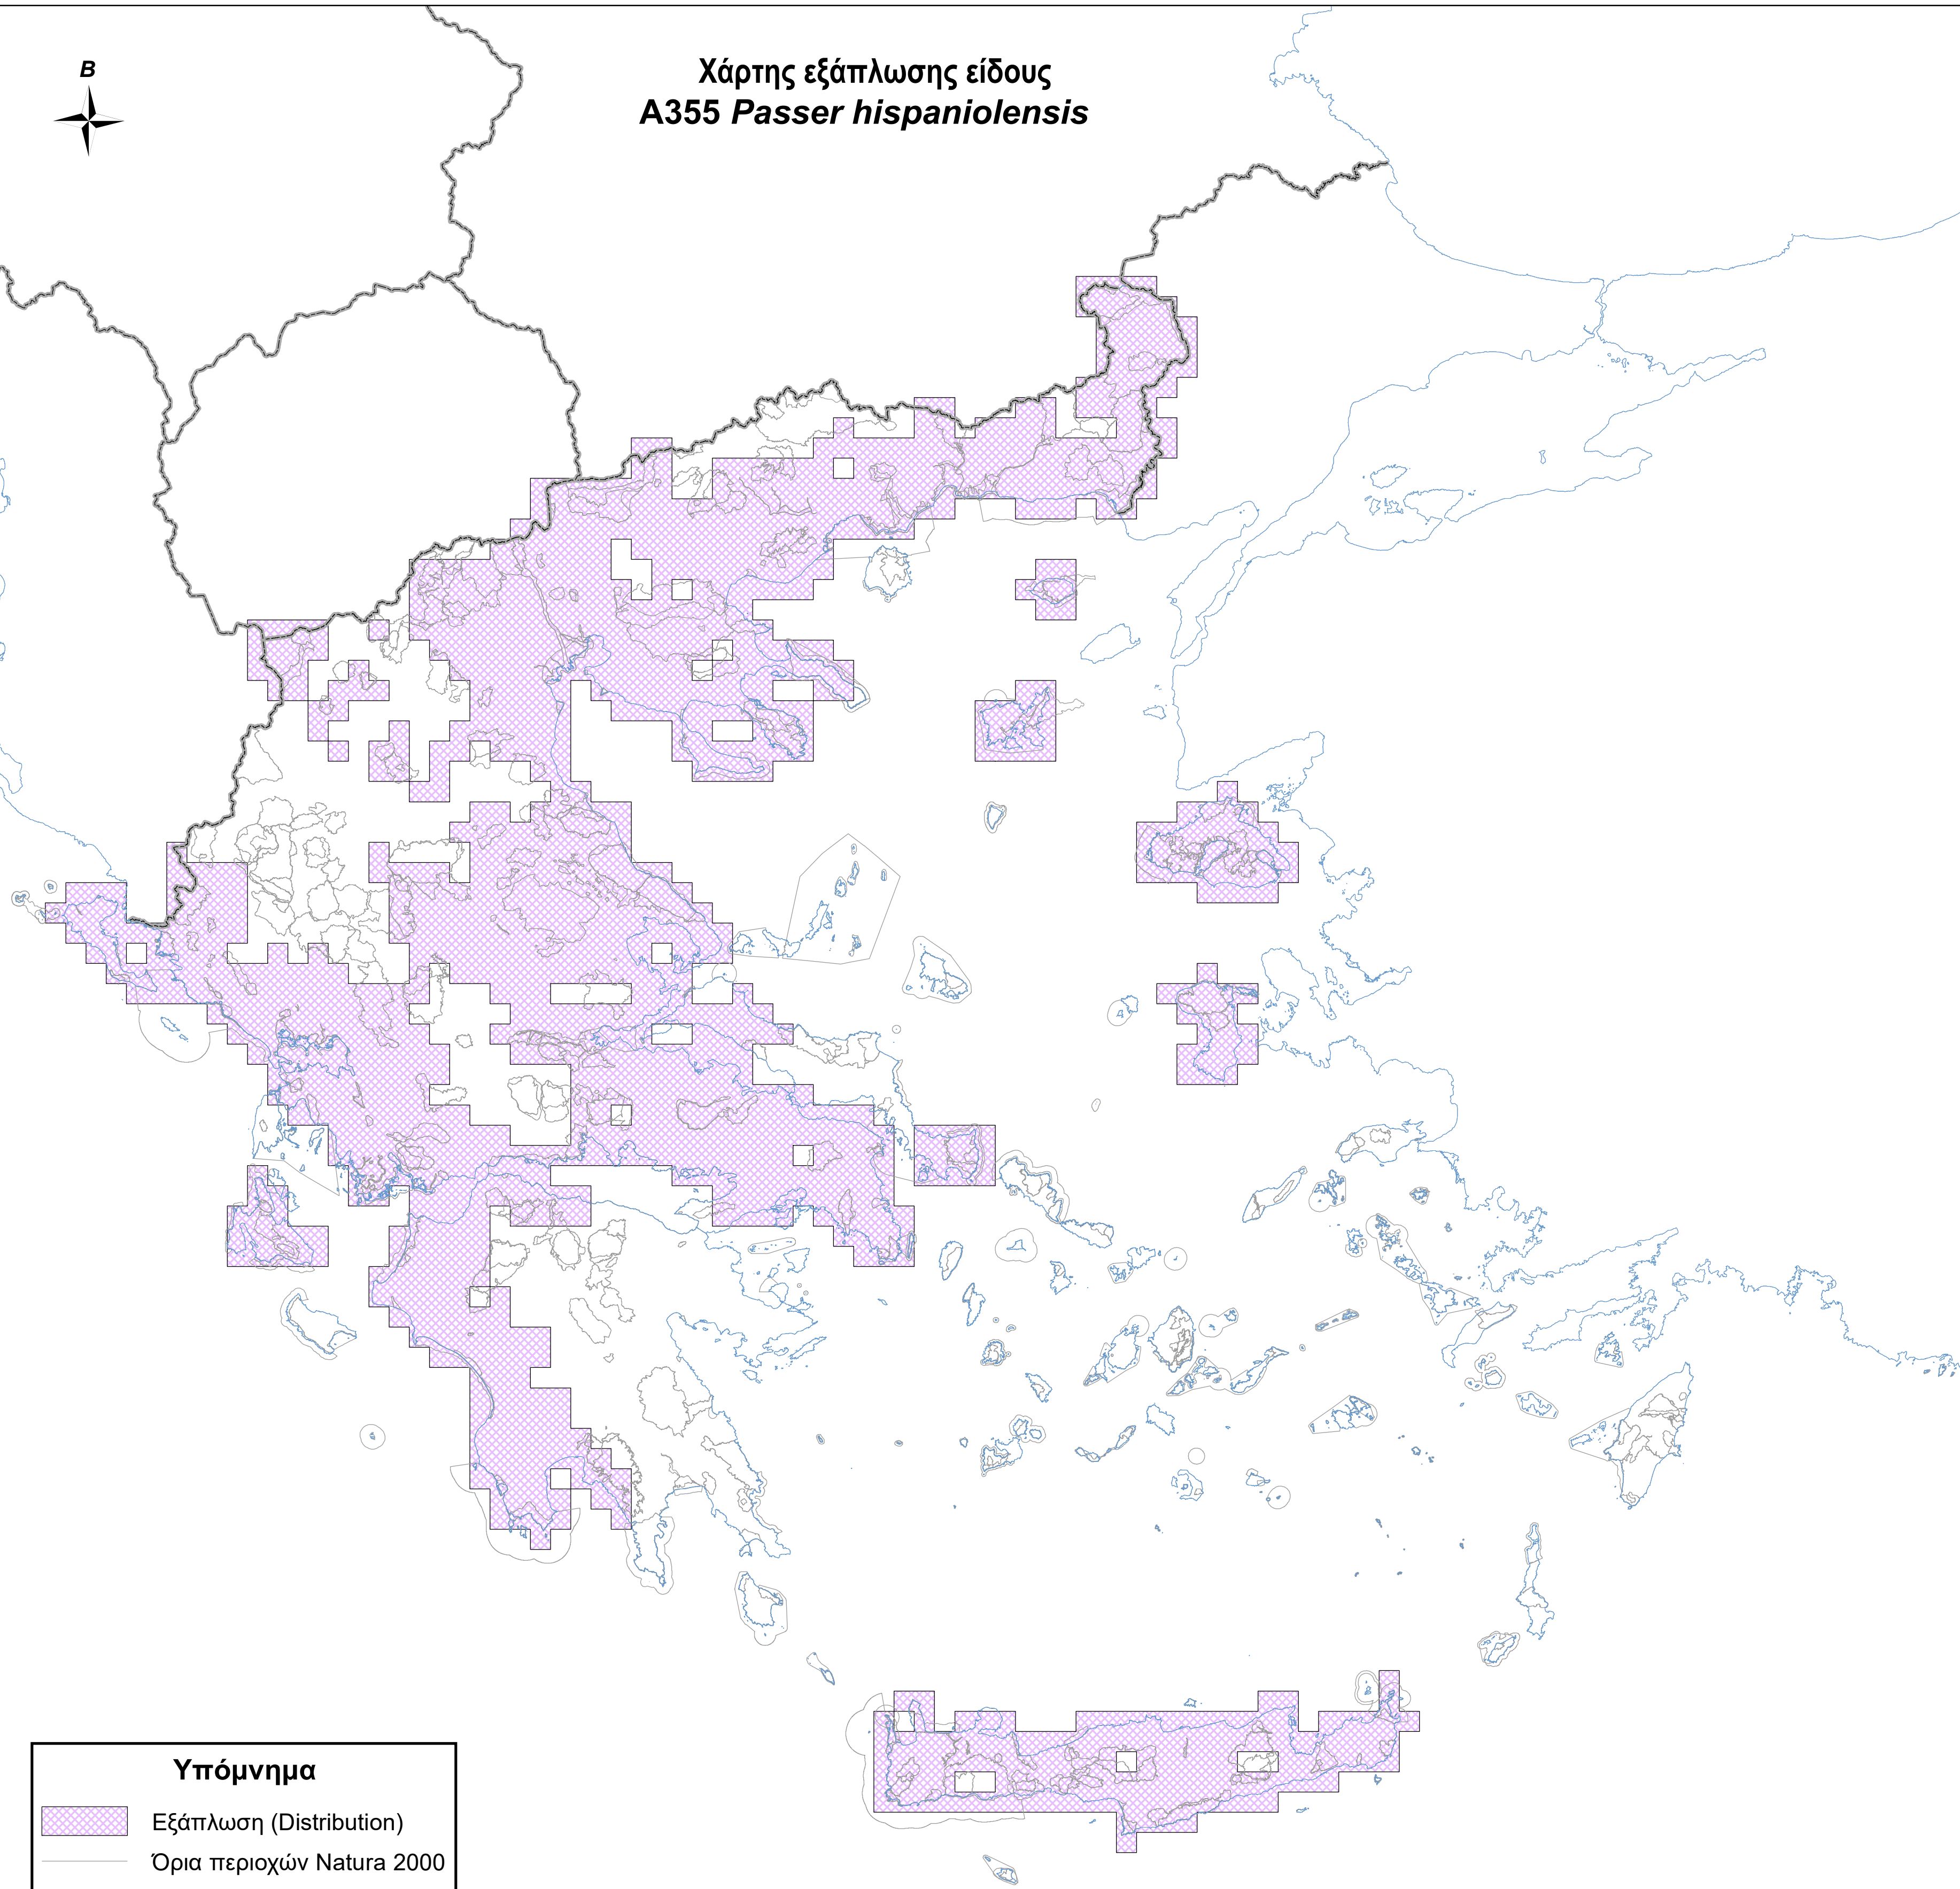 B
Χάρτης εξάπλωσης είδους
A355 Passer hispaniolensis
Υπόμνημα
Εξάπλωση (Distribution)
Όρια περιοχών Natura 2000